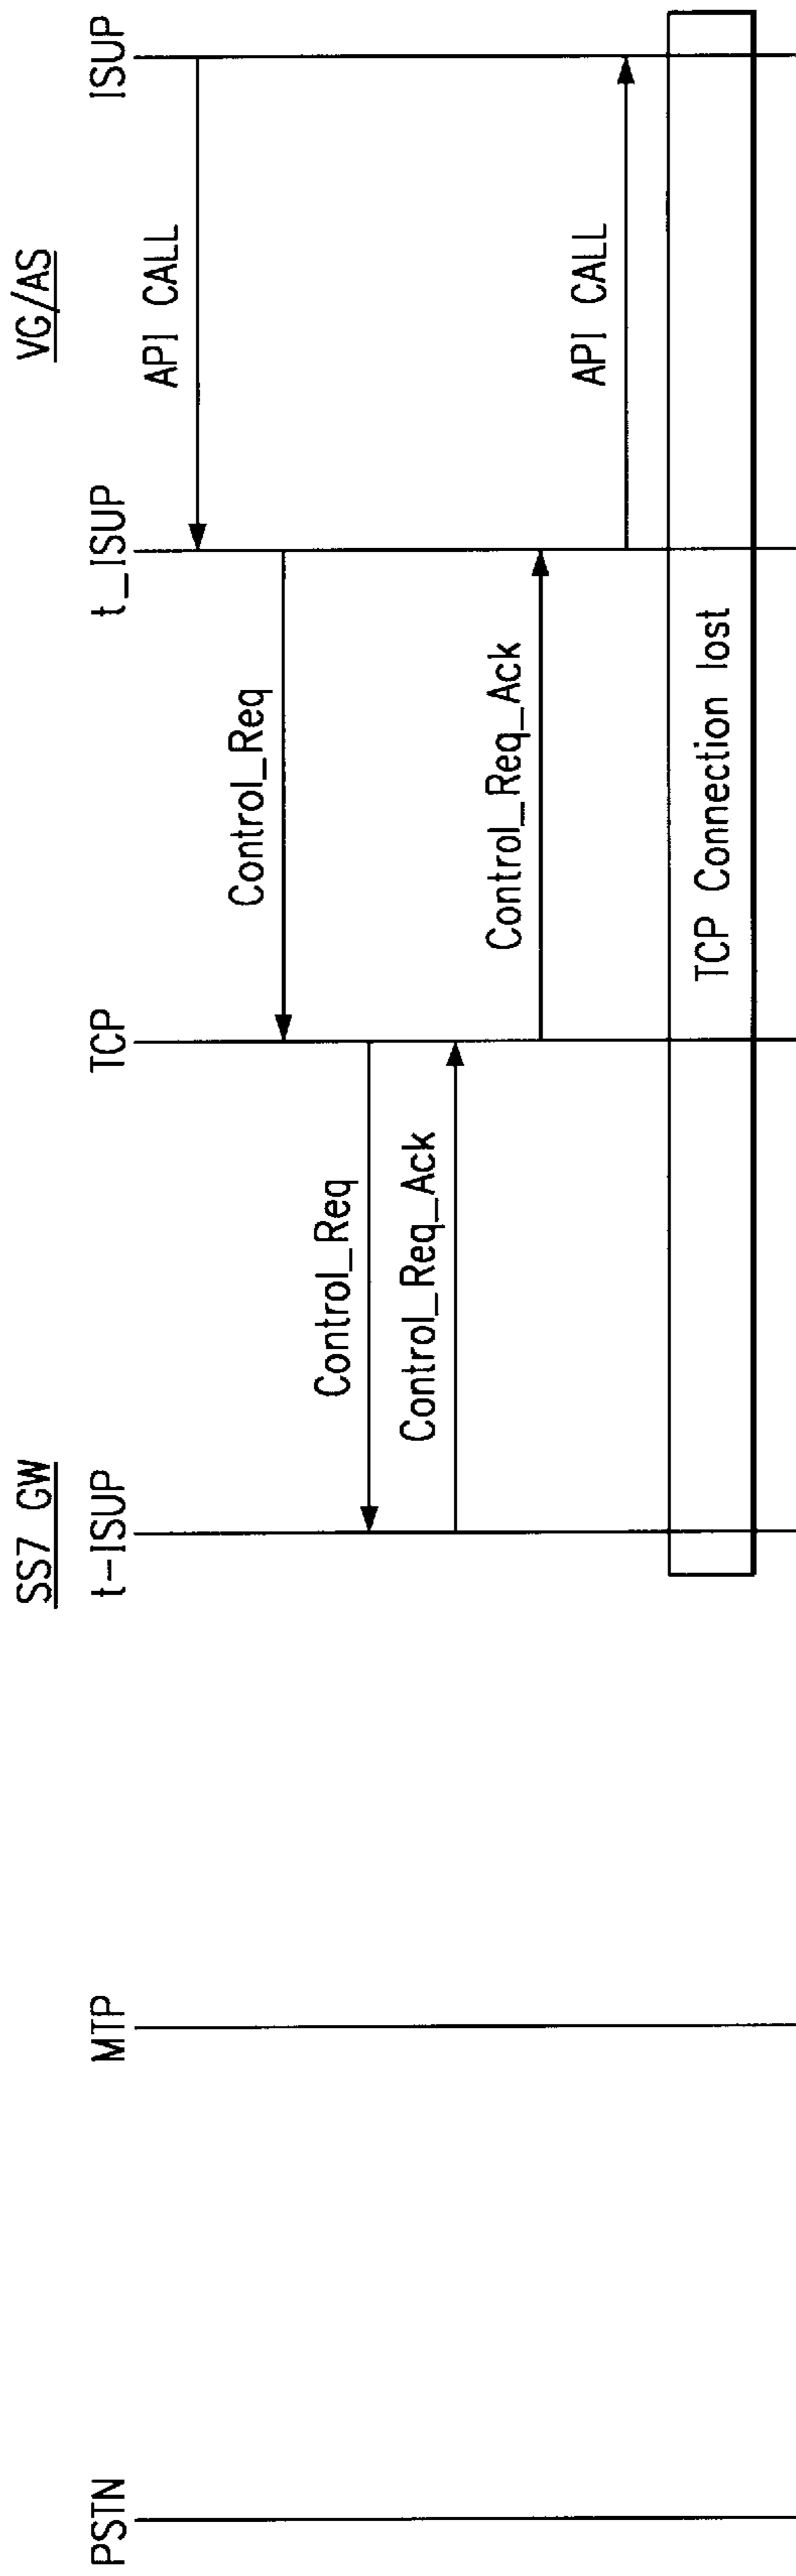 SS7 GW
VG/AS
PSTN
MTP
t-ISUP
TCP
t_ISUP
ISUP
API CALL
Control_Req
Control_Req
Control_Req_Ack
Control_Req_Ack
API CALL
TCP Connection lost